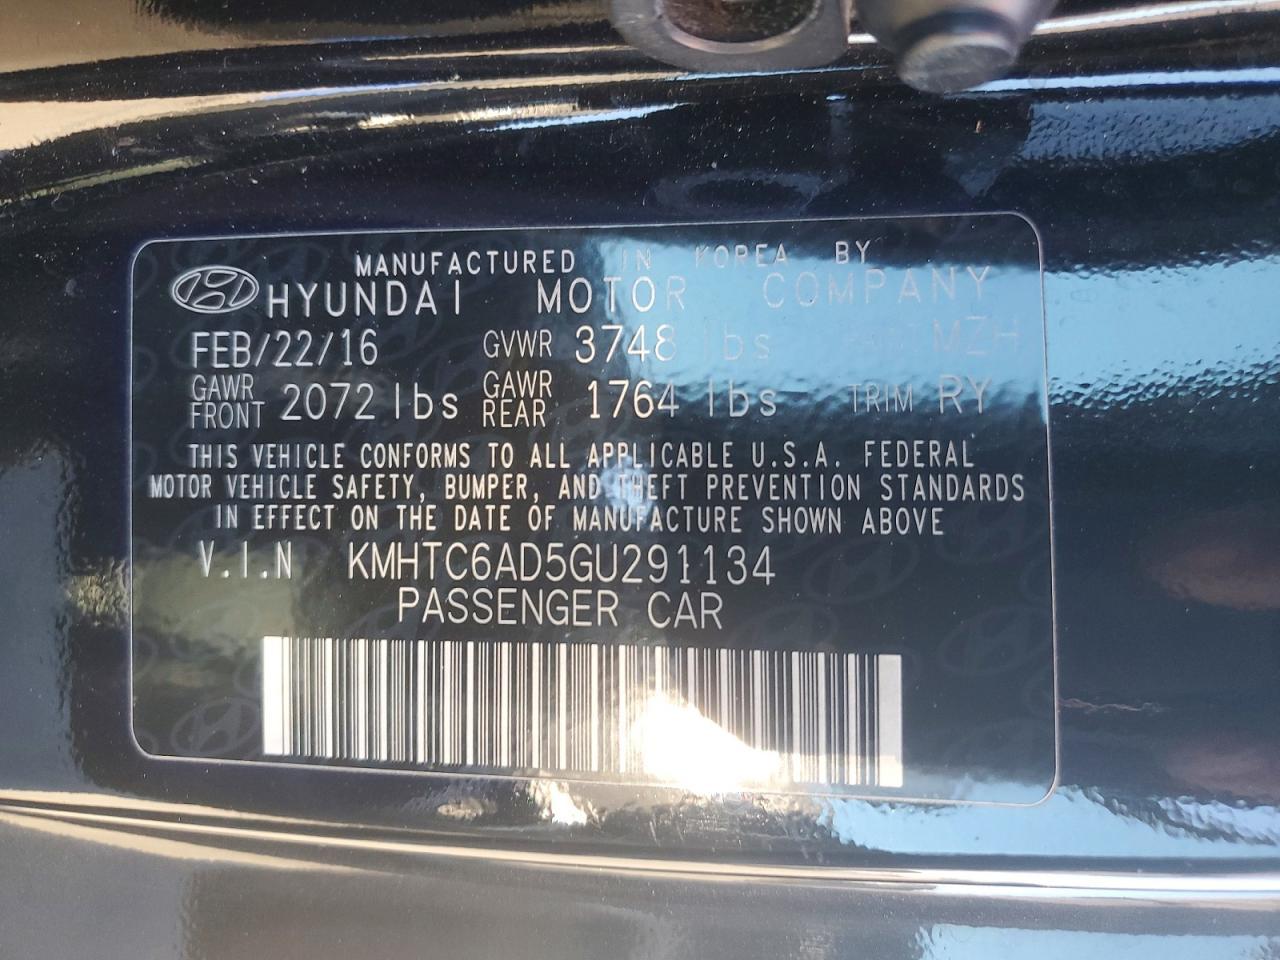 MANUFACTURED IN KOREA BY
HYUNDAI MOTOR COMPANY
FEB/22/16 GVWR 3748 lbs MZH
GAWR FRONT 2072 lbs GAWR REAR 1764 lbs TRIM RY
THIS VEHICLE CONFORMS TO ALL APPLICABLE U.S.A. FEDERAL
MOTOR VEHICLE SAFETY, BUMPER, AND THEFT PREVENTION STANDARDS
IN EFFECT ON THE DATE OF MANUFACTURE SHOWN ABOVE
V.I.N KMHTC6AD5GU291134
PASSENGER CAR